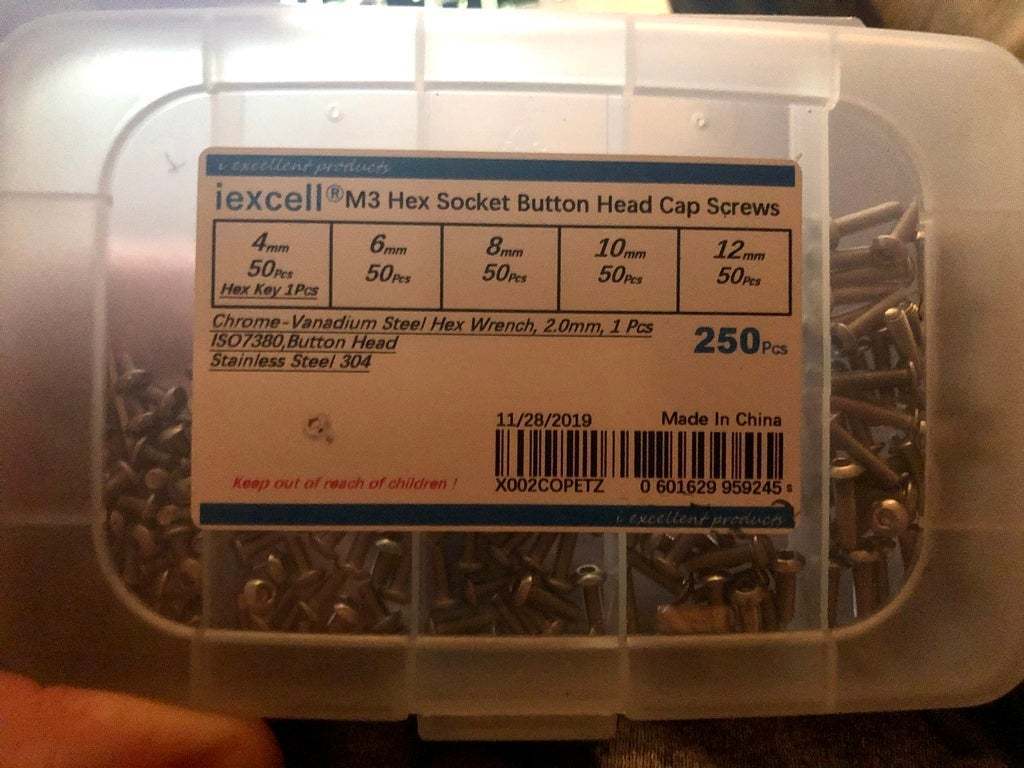 i excellent products
iexcell® M3 Hex Socket Button Head Cap Screws
4mm 6mm 8mm 10mm 12mm
50Pcs 50Pcs 50Pcs 50Pcs 50Pcs
Hex Key 1Pcs
Chrome-Vanadium Steel Hex Wrench, 2.0mm, 1 Pcs
ISO7380,Button Head
250Pcs
Stainless Steel 304
11/28/2019 Made In China
X002COPETZ 0 601629 959245 s
Keep out of reach of children !
i excellent products